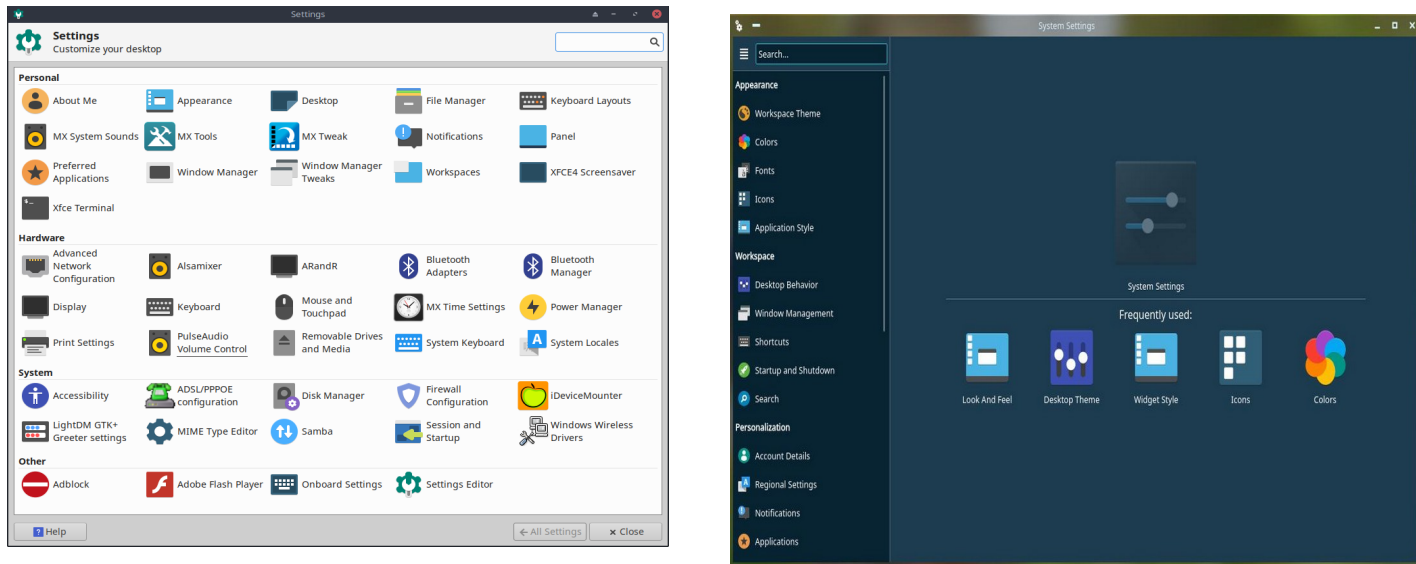 Settings
Settings
Customize your desktop
Personal
About Me
Appearance
Desktop
File Manager
Keyboard Layouts
MX System Sounds
MX Tools
MX Tweak
Notifications
Panel
Preferred
Applications
Window Manager
Window Manager
Tweaks
Workspaces
XFCE4 Screensaver
$_
Xfce Terminal
Hardware
Advanced
Network
Configuration
Alsamixer
ARandR
Bluetooth
Adapters
Bluetooth
Manager
Display
Keyboard
Mouse and
Touchpad
MX Time Settings
Power Manager
Print Settings
PulseAudio
Volume Control
Removable Drives
and Media
System Keyboard
A
System Locales
System
Accessibility
ADSL/PPPOE
configuration
Disk Manager
Firewall
Configuration
iDeviceMounter
LightDM GTK+
Greeter settings
MIME Type Editor
Samba
Session and
Startup
Windows Wireless
Drivers
Other
Adblock
Adobe Flash Player
Onboard Settings
Settings Editor
? Help
← All Settings
× Close
System Settings
Search...
Appearance
Workspace Theme
Colors
Fonts
Icons
Application Style
Workspace
Desktop Behavior
Window Management
Shortcuts
Startup and Shutdown
Search
Personalization
Account Details
A
Regional Settings
Notifications
Applications
System Settings
Frequently used:
Look And Feel
Desktop Theme
Widget Style
Icons
Colors